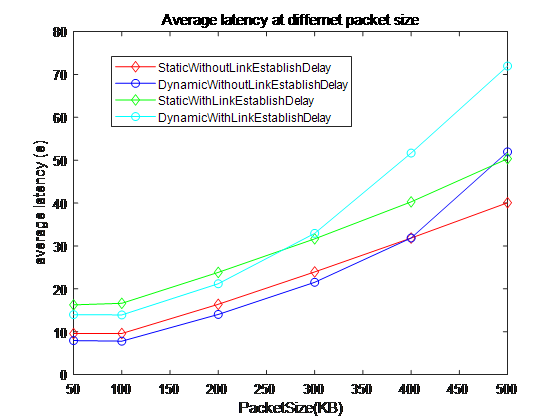 Average latency at differnet packet size
80
70
60
50
40
30
20
10
0
average latency (s)
StaticWithoutLinkEstablishDelay
DynamicWithoutLinkEstablishDelay
StaticWithLinkEstablishDelay
DynamicWithLinkEstablishDelay
50 100 150 200 250 300 350 400 450 500
PacketSize(KB)